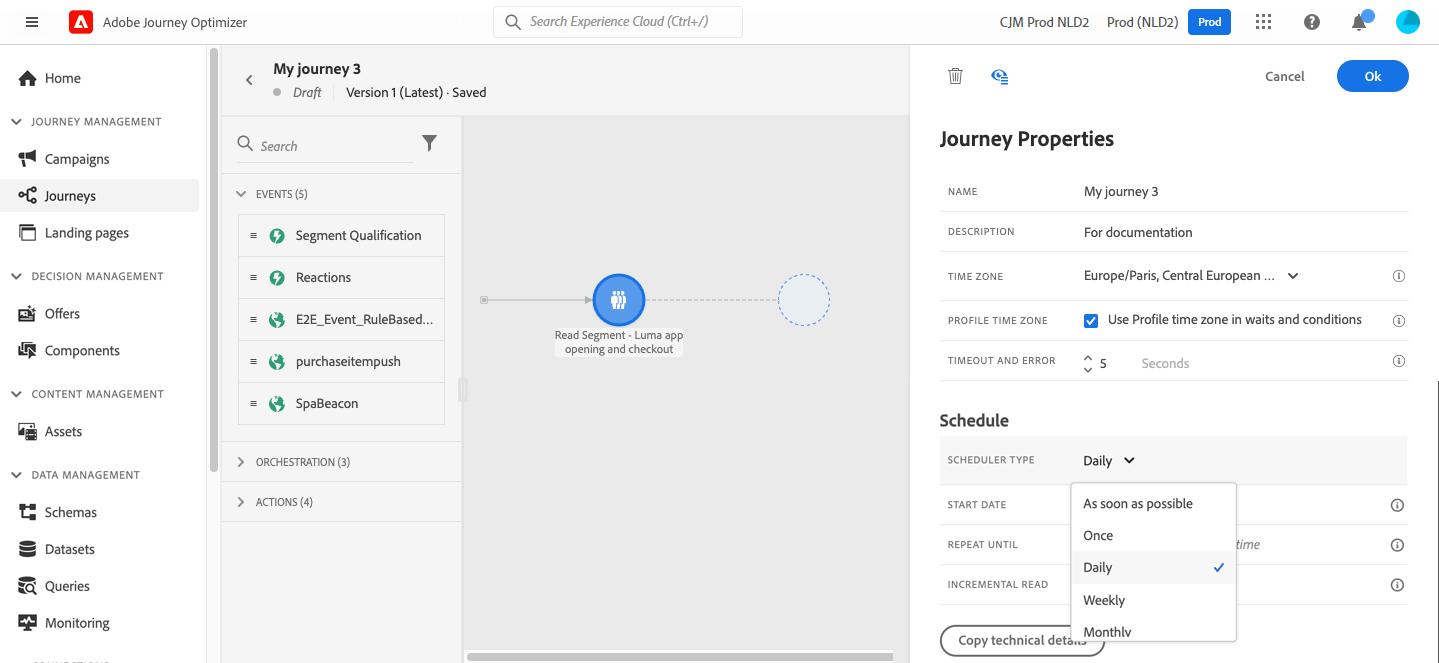 Adobe Journey Optimizer
Search Experience Cloud (Ctrl+/)
CJM Prod NLD2
Prod (NLD2)
Prod
Home
JOURNEY MANAGEMENT
Campaigns
Journeys
Landing pages
DECISION MANAGEMENT
Offers
Components
CONTENT MANAGEMENT
Assets
DATA MANAGEMENT
Schemas
Datasets
Queries
Monitoring
My journey 3
Draft
Version 1 (Latest) · Saved
Search
EVENTS (5)
Segment Qualification
Reactions
E2E_Event_RuleBased...
purchaseitempush
SpaBeacon
ORCHESTRATION (3)
ACTIONS (4)
Read Segment - Luma app
opening and checkout
Cancel
Ok
Journey Properties
NAME
My journey 3
DESCRIPTION
For documentation
TIME ZONE
Europe/Paris, Central European ...
PROFILE TIME ZONE
Use Profile time zone in waits and conditions
TIMEOUT AND ERROR
5
Seconds
Schedule
SCHEDULER TYPE
Daily
As soon as possible
Once
Daily
Weekly
Monthly
START DATE
REPEAT UNTIL
time
INCREMENTAL READ
Copy technical details